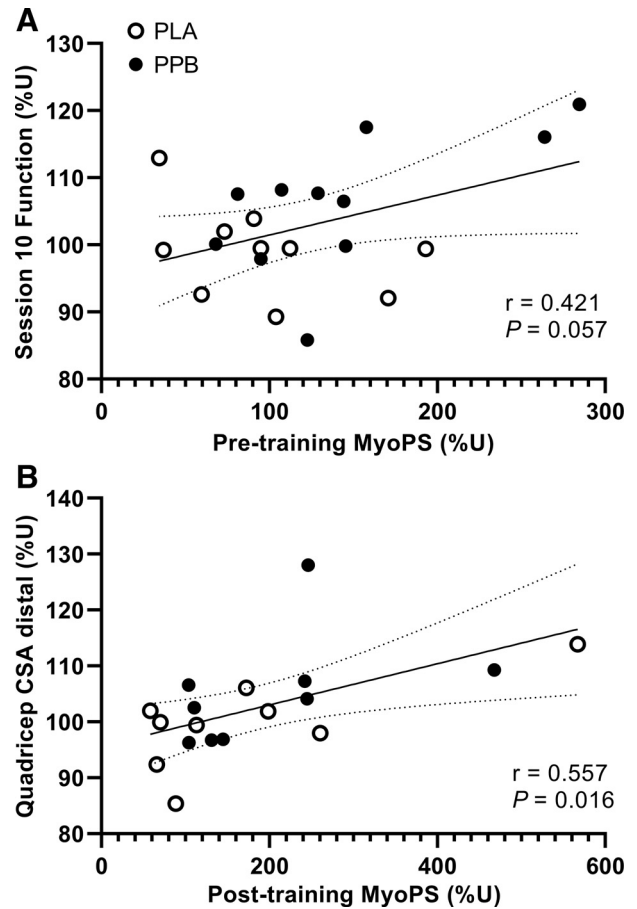 A
PLA
PPB
130
120
110
100
90
80
Session 10 Function (%U)
r = 0.421
P = 0.057
0 100 200 300
Pre-training MyoPS (%U)
B
140
130
120
110
100
90
80
Quadricep CSA distal (%U)
r = 0.557
P = 0.016
0 200 400 600
Post-training MyoPS (%U)